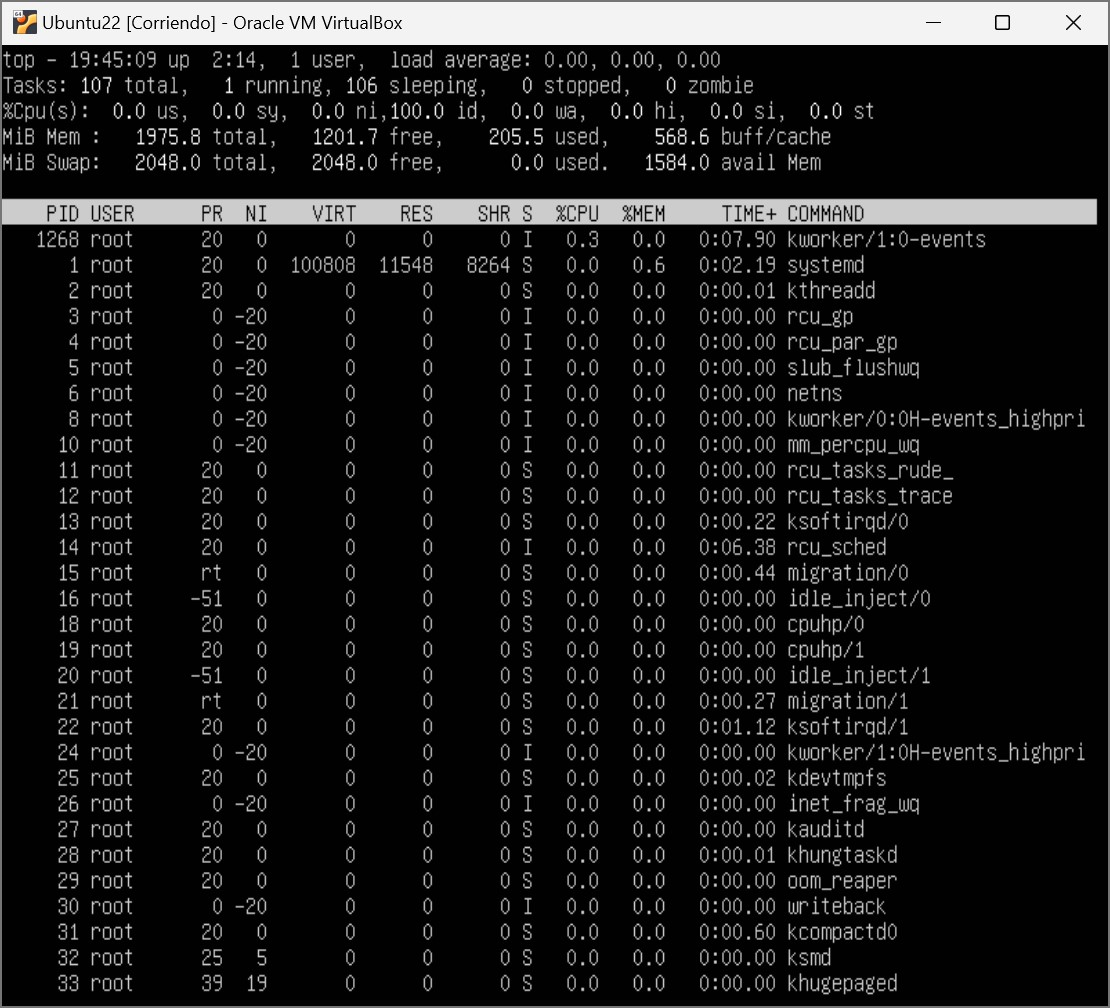 Ubuntu22 [Corriendo] - Oracle VM VirtualBox
top - 19:45:09 up  2:14,  1 user,  load average: 0.00, 0.00, 0.00
Tasks: 107 total,   1 running, 106 sleeping,   0 stopped,   0 zombie
%Cpu(s):  0.0 us,  0.0 sy,  0.0 ni,100.0 id,  0.0 wa,  0.0 hi,  0.0 si,  0.0 st
MiB Mem :   1975.8 total,   1201.7 free,    205.5 used,    568.6 buff/cache
MiB Swap:   2048.0 total,   2048.0 free,      0.0 used.   1584.0 avail Mem
PID USER      PR  NI    VIRT    RES    SHR S  %CPU  %MEM     TIME+ COMMAND
1268 root      20   0       0      0      0 I   0.3   0.0   0:07.90 kworker/1:0-events
1 root      20   0  100808  11548   8264 S   0.0   0.6   0:02.19 systemd
2 root      20   0       0      0      0 S   0.0   0.0   0:00.01 kthreadd
3 root       0 -20       0      0      0 I   0.0   0.0   0:00.00 rcu_gp
4 root       0 -20       0      0      0 I   0.0   0.0   0:00.00 rcu_par_gp
5 root       0 -20       0      0      0 I   0.0   0.0   0:00.00 slub_flushwq
6 root       0 -20       0      0      0 I   0.0   0.0   0:00.00 netns
8 root       0 -20       0      0      0 I   0.0   0.0   0:00.00 kworker/0:0H-events_highpri
10 root       0 -20       0      0      0 I   0.0   0.0   0:00.00 mm_percpu_wq
11 root      20   0       0      0      0 S   0.0   0.0   0:00.00 rcu_tasks_rude_
12 root      20   0       0      0      0 S   0.0   0.0   0:00.00 rcu_tasks_trace
13 root      20   0       0      0      0 S   0.0   0.0   0:00.22 ksoftirqd/0
14 root      20   0       0      0      0 I   0.0   0.0   0:06.38 rcu_sched
15 root      rt   0       0      0      0 S   0.0   0.0   0:00.44 migration/0
16 root     -51   0       0      0      0 S   0.0   0.0   0:00.00 idle_inject/0
18 root      20   0       0      0      0 S   0.0   0.0   0:00.00 cpuhp/0
19 root      20   0       0      0      0 S   0.0   0.0   0:00.00 cpuhp/1
20 root     -51   0       0      0      0 S   0.0   0.0   0:00.00 idle_inject/1
21 root      rt   0       0      0      0 S   0.0   0.0   0:00.27 migration/1
22 root      20   0       0      0      0 S   0.0   0.0   0:01.12 ksoftirqd/1
24 root       0 -20       0      0      0 I   0.0   0.0   0:00.00 kworker/1:0H-events_highpri
25 root      20   0       0      0      0 S   0.0   0.0   0:00.02 kdevtmpfs
26 root       0 -20       0      0      0 I   0.0   0.0   0:00.00 inet_frag_wq
27 root      20   0       0      0      0 S   0.0   0.0   0:00.00 kauditd
28 root      20   0       0      0      0 S   0.0   0.0   0:00.01 khungtaskd
29 root      20   0       0      0      0 S   0.0   0.0   0:00.00 oom_reaper
30 root       0 -20       0      0      0 I   0.0   0.0   0:00.00 writeback
31 root      20   0       0      0      0 S   0.0   0.0   0:00.60 kcompactd0
32 root      25   5       0      0      0 S   0.0   0.0   0:00.00 ksmd
33 root      39  19       0      0      0 S   0.0   0.0   0:00.00 khugepaged